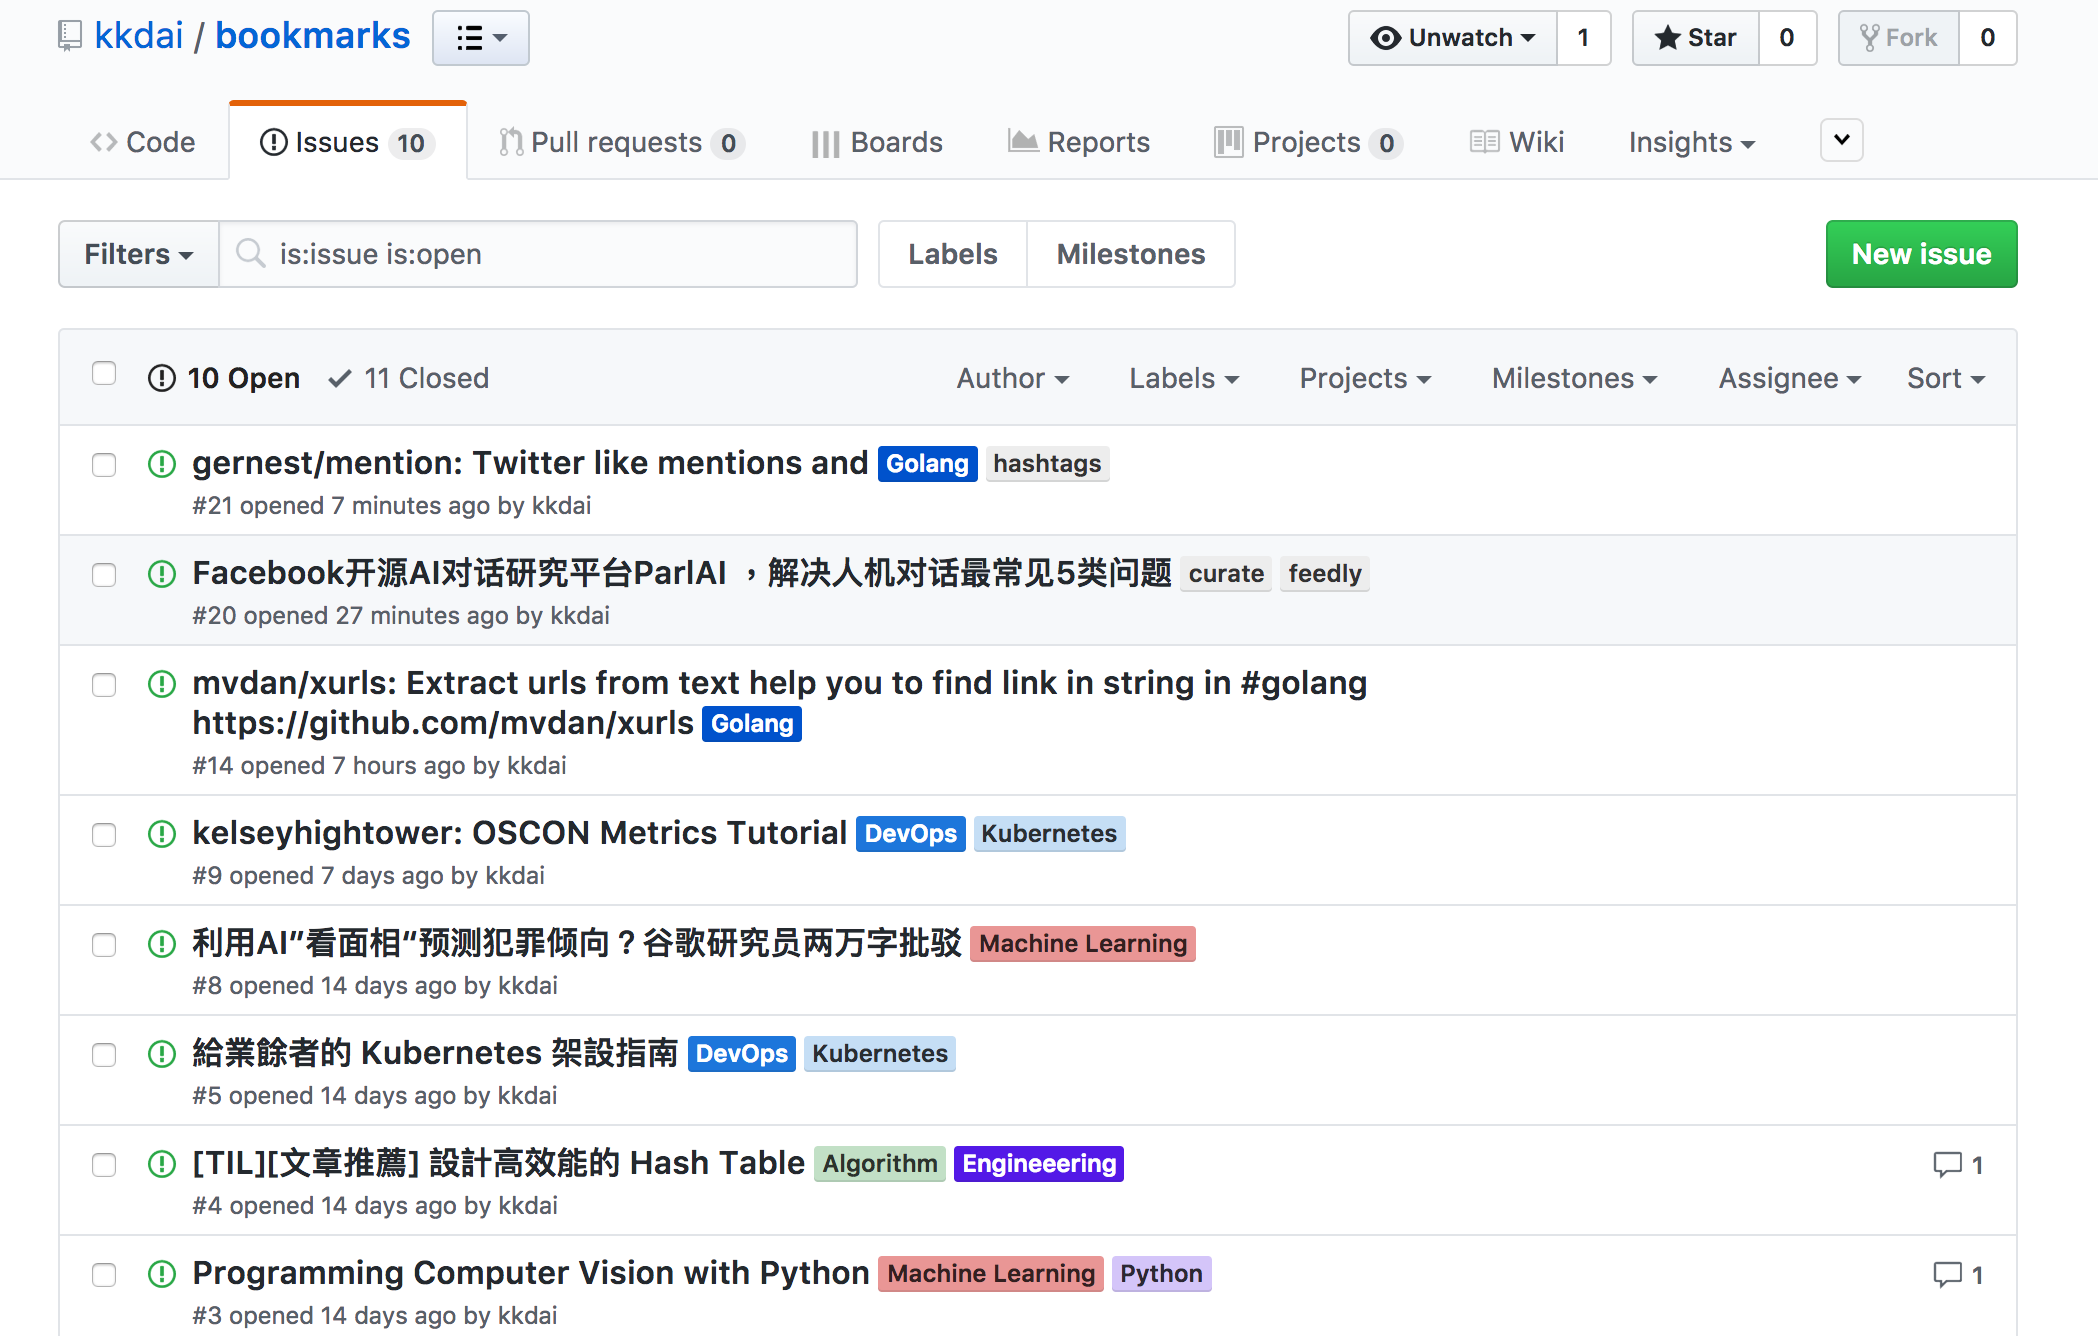 kkdai / bookmarks Unwatch 1 Star 0 Fork 0
Code Issues 10 Pull requests 0 Boards Reports Projects 0 Wiki Insights
Filters is:issue is:open Labels Milestones New issue
10 Open 11 Closed Author Labels Projects Milestones Assignee Sort
gernest/mention: Twitter like mentions and Golang hashtags
#21 opened 7 minutes ago by kkdai
Facebook开源AI对话研究平台ParlAI ，解决人机对话最常见5类问题 curate feedly
#20 opened 27 minutes ago by kkdai
mvdan/xurls: Extract urls from text help you to find link in string in #golang
https://github.com/mvdan/xurls Golang
#14 opened 7 hours ago by kkdai
kelseyhightower: OSCON Metrics Tutorial DevOps Kubernetes
#9 opened 7 days ago by kkdai
利用AI”看面相“预测犯罪倾向？谷歌研究员两万字批驳 Machine Learning
#8 opened 14 days ago by kkdai
給業餘者的 Kubernetes 架設指南 DevOps Kubernetes
#5 opened 14 days ago by kkdai
[TIL][文章推薦] 設計高效能的 Hash Table Algorithm Engineeering 1
#4 opened 14 days ago by kkdai
Programming Computer Vision with Python Machine Learning Python 1
#3 opened 14 days ago by kkdai